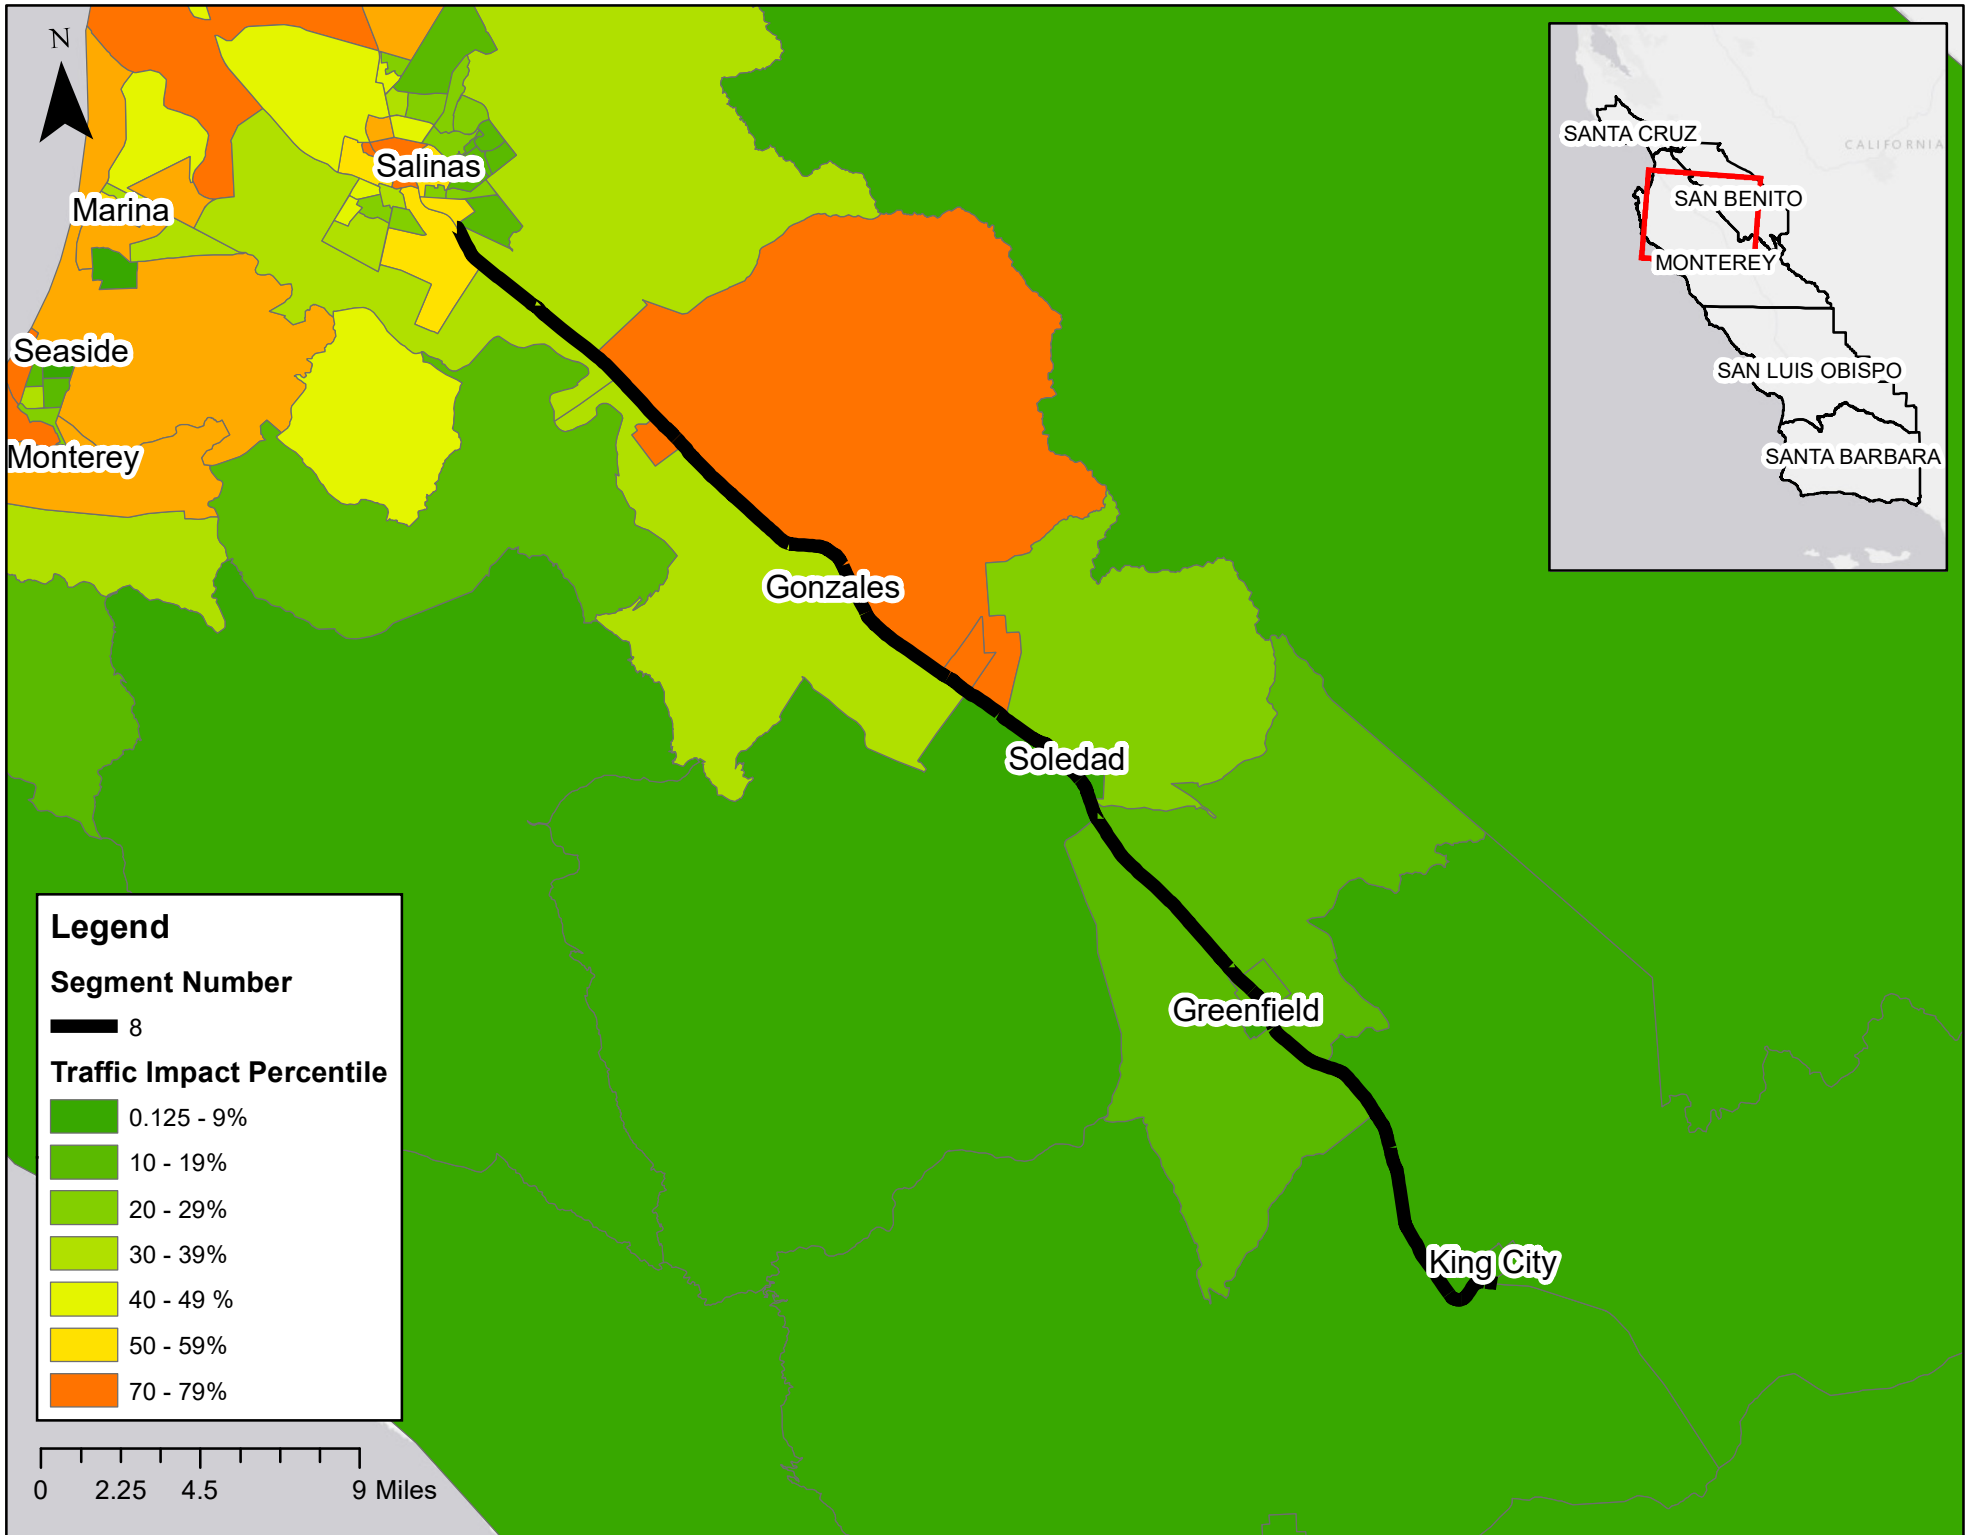 N
Salinas
Marina
Seaside
Monterey
Gonzales
Soledad
Greenfield
King City
SANTA CRUZ
CALIFORNIA
SAN BENITO
MONTEREY
SAN LUIS OBISPO
SANTA BARBARA
Legend
Segment Number
8
Traffic Impact Percentile
0.125 - 9%
10 - 19%
20 - 29%
30 - 39%
40 - 49 %
50 - 59%
70 - 79%
0 2.25 4.5 9 Miles